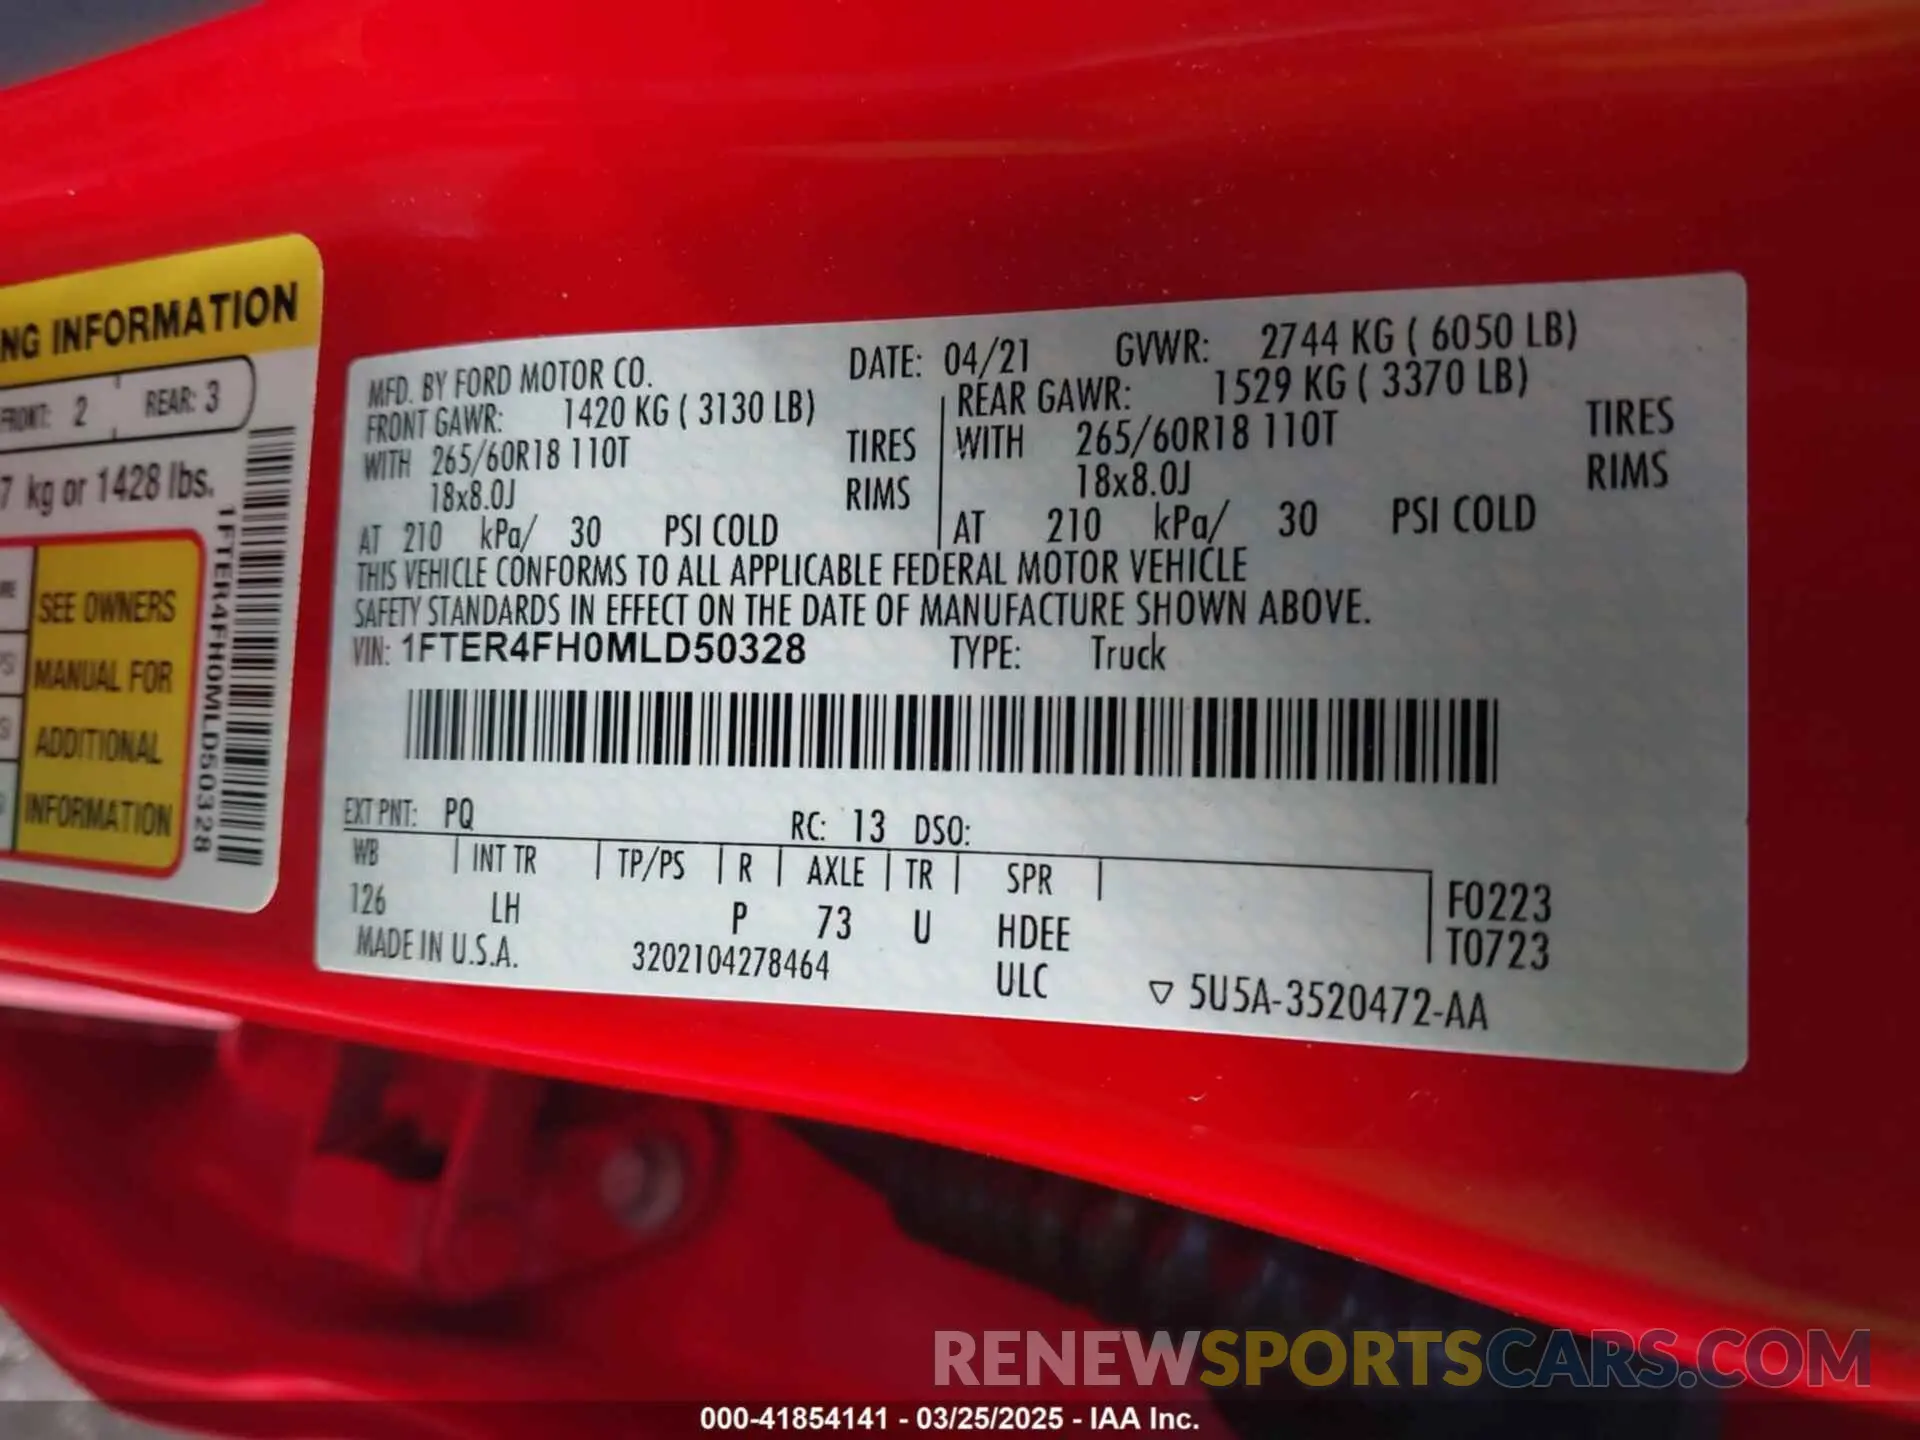 NG INFORMATION
FRONT: 2 REAR: 3
7 kg or 1428 lbs.
SEE OWNERS
MANUAL FOR
ADDITIONAL
INFORMATION
1FTER4FH0MLD50328
MFD. BY FORD MOTOR CO. DATE: 04/21 GVWR: 2744 KG ( 6050 LB)
FRONT GAWR: 1420 KG ( 3130 LB) REAR GAWR: 1529 KG ( 3370 LB)
WITH 265/60R18 110T TIRES WITH 265/60R18 110T TIRES
18x8.0J RIMS 18x8.0J RIMS
AT 210 kPa/ 30 PSI COLD AT 210 kPa/ 30 PSI COLD
THIS VEHICLE CONFORMS TO ALL APPLICABLE FEDERAL MOTOR VEHICLE
SAFETY STANDARDS IN EFFECT ON THE DATE OF MANUFACTURE SHOWN ABOVE.
VIN: 1FTER4FH0MLD50328 TYPE: Truck
EXT PNT: PQ RC: 13 DSO:
WB INT TR TP/PS R AXLE TR SPR F0223
126 LH P 73 U HDEE T0723
MADE IN U.S.A. 3202104278464 ULC ▽ 5U5A-3520472-AA
RENEWSPORTSCARS.COM
000-41854141 - 03/25/2025 - IAA Inc.